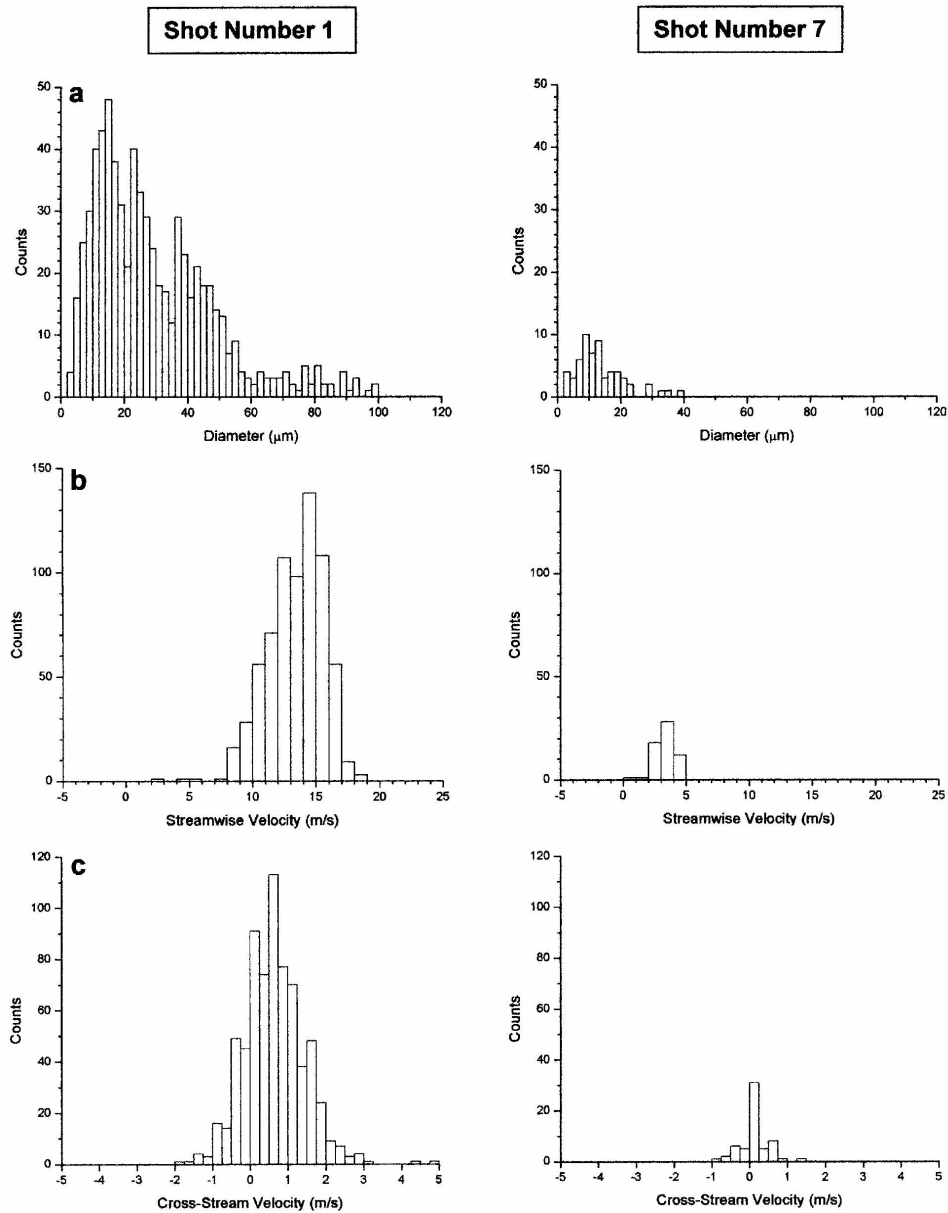 Shot Number 1
Shot Number 7
a
50
40
30
20
10
0
Counts
0 20 40 60 80 100 120
Diameter (μm)
50
40
30
20
10
0
Counts
0 20 40 60 80 100 120
Diameter (μm)
b
150
100
50
0
Counts
-5 0 5 10 15 20 25
Streamwise Velocity (m/s)
150
100
50
0
Counts
-5 0 5 10 15 20 25
Streamwise Velocity (m/s)
c
120
100
80
60
40
20
0
Counts
-5 -4 -3 -2 -1 0 1 2 3 4 5
Cross-Stream Velocity (m/s)
120
100
80
60
40
20
0
Counts
-5 -4 -3 -2 -1 0 1 2 3 4 5
Cross-Stream Velocity (m/s)